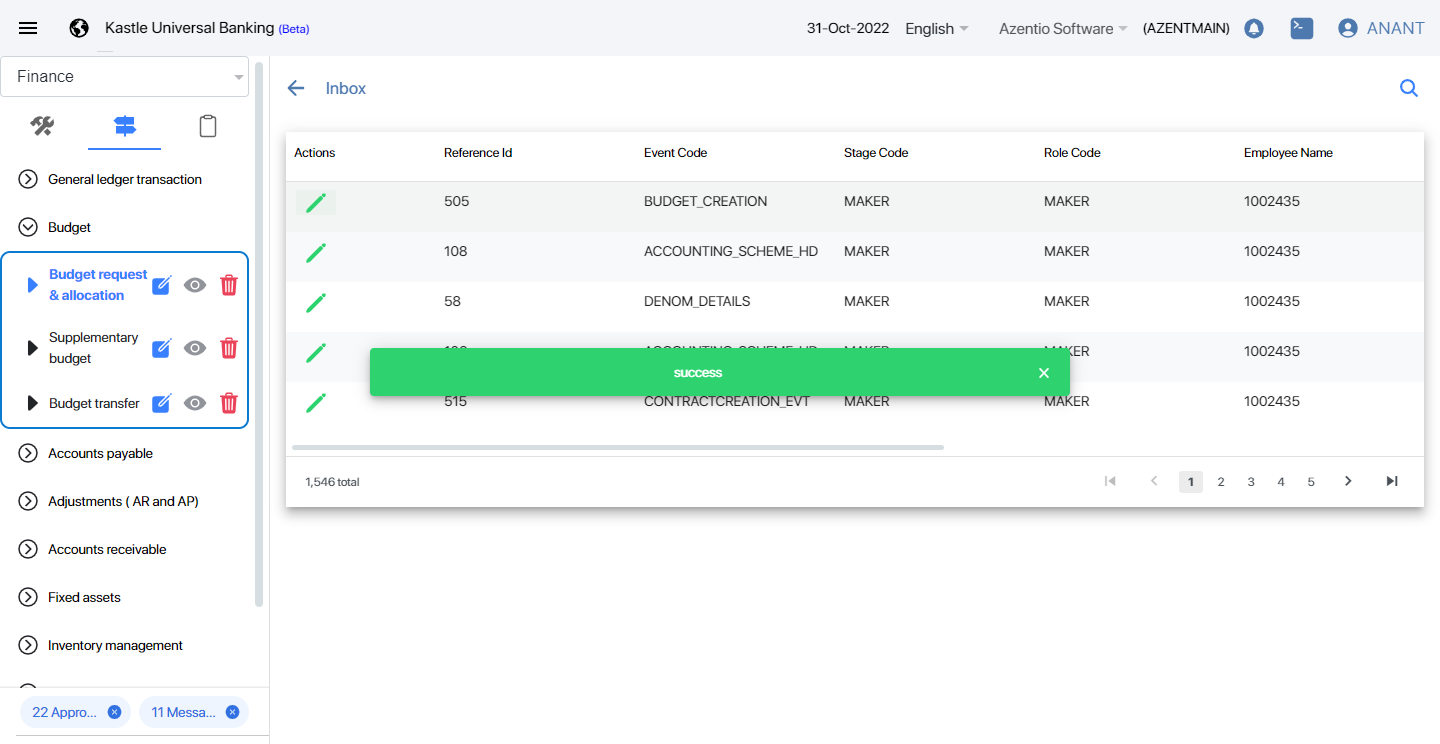 Kastle Universal Banking (Beta)
31-Oct-2022 English Azentio Software (AZENTMAIN) ANANT
Finance
General ledger transaction
Budget
Budget request
& allocation
Supplementary
budget
Budget transfer
Accounts payable
Adjustments ( AR and AP)
Accounts receivable
Fixed assets
Inventory management
22 Appro...
11 Messa...
Inbox
Actions Reference Id Event Code Stage Code Role Code Employee Name
505 BUDGET_CREATION MAKER MAKER 1002435
108 ACCOUNTING_SCHEME_HD MAKER MAKER 1002435
58 DENOM_DETAILS MAKER MAKER 1002435
ACCOUNTING_SCHEME_HD MAKER MAKER 1002435
success
515 CONTRACTCREATION_EVT MAKER MAKER 1002435
1,546 total
1 2 3 4 5